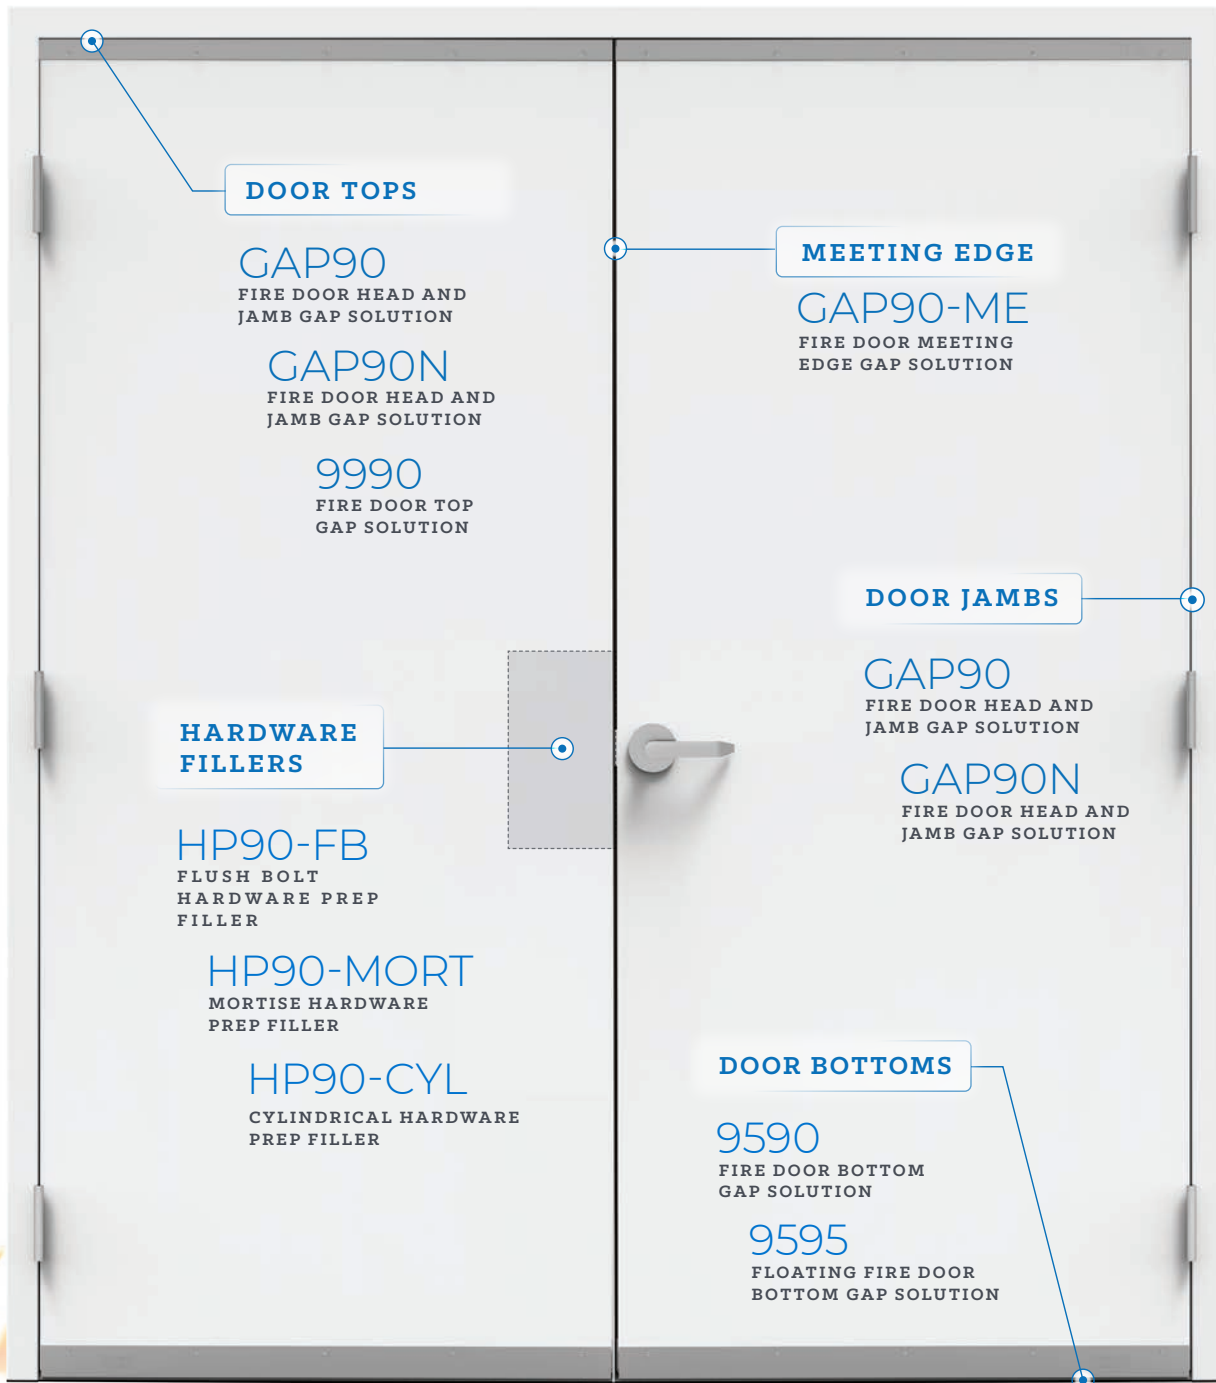 DOOR TOPS
GAP90
FIRE DOOR HEAD AND
JAMB GAP SOLUTION
GAP90N
FIRE DOOR HEAD AND
JAMB GAP SOLUTION
9990
FIRE DOOR TOP
GAP SOLUTION
MEETING EDGE
GAP90-ME
FIRE DOOR MEETING
EDGE GAP SOLUTION
DOOR JAMBS
GAP90
FIRE DOOR HEAD AND
JAMB GAP SOLUTION
GAP90N
FIRE DOOR HEAD AND
JAMB GAP SOLUTION
HARDWARE
FILLERS
HP90-FB
FLUSH BOLT
HARDWARE PREP
FILLER
HP90-MORT
MORTISE HARDWARE
PREP FILLER
HP90-CYL
CYLINDRICAL HARDWARE
PREP FILLER
DOOR BOTTOMS
9590
FIRE DOOR BOTTOM
GAP SOLUTION
9595
FLOATING FIRE DOOR
BOTTOM GAP SOLUTION